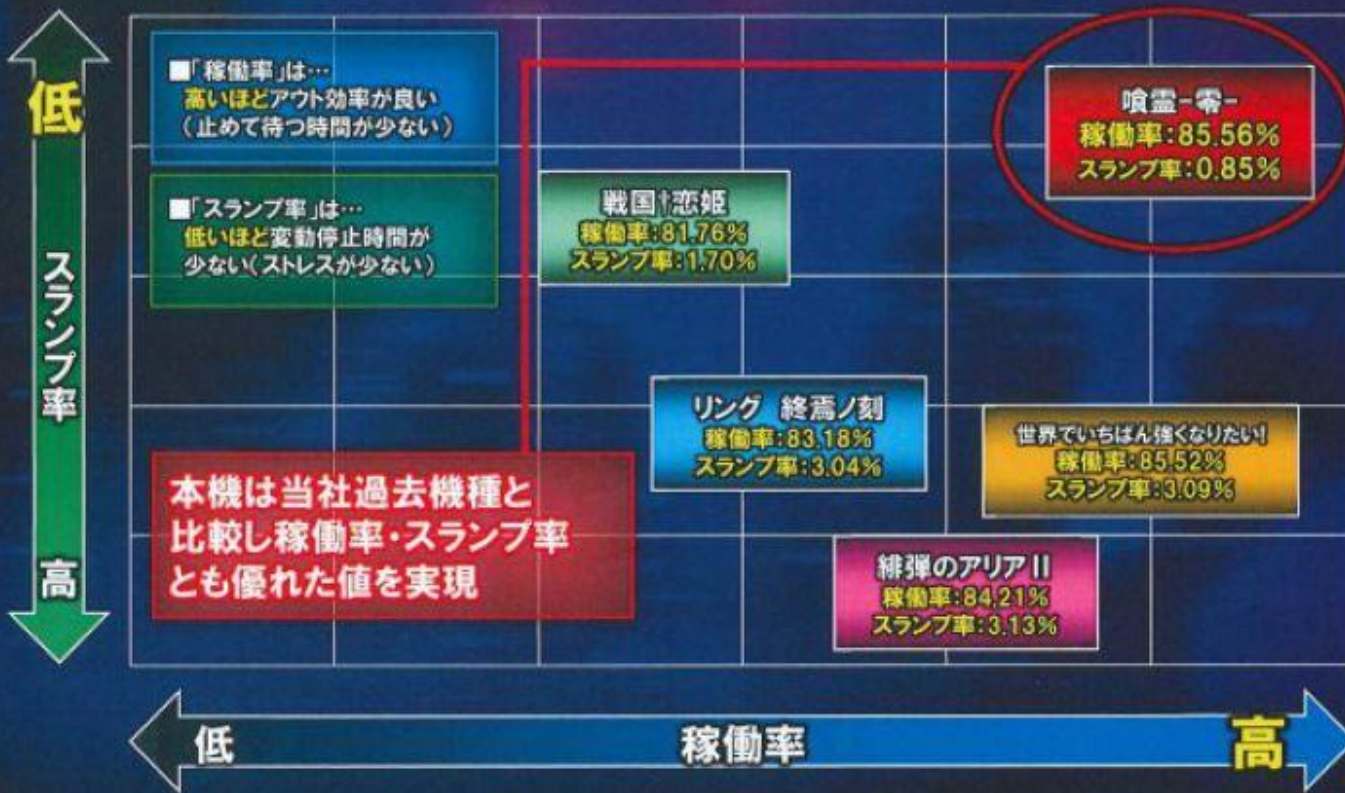 低
スランプ率
高
■「稼働率」は…
高いほどアウト効率が良い
(止めて待つ時間が少ない)
■「スランプ率」は…
低いほど変動停止時間が
少ない(ストレスが少ない)
喰霊-零-
稼働率:85.56%
スランプ率:0.85%
戦国†恋姫
稼働率:81.76%
スランプ率:1.70%
リング 終焉ノ刻
稼働率:83.18%
スランプ率:3.04%
世界でいちばん強くなりたい!
稼働率:85.52%
スランプ率:3.09%
本機は当社過去機種と
比較し稼働率・スランプ率
とも優れた値を実現
緋弾のアリアⅡ
稼働率:84.21%
スランプ率:3.13%
低
稼働率
高